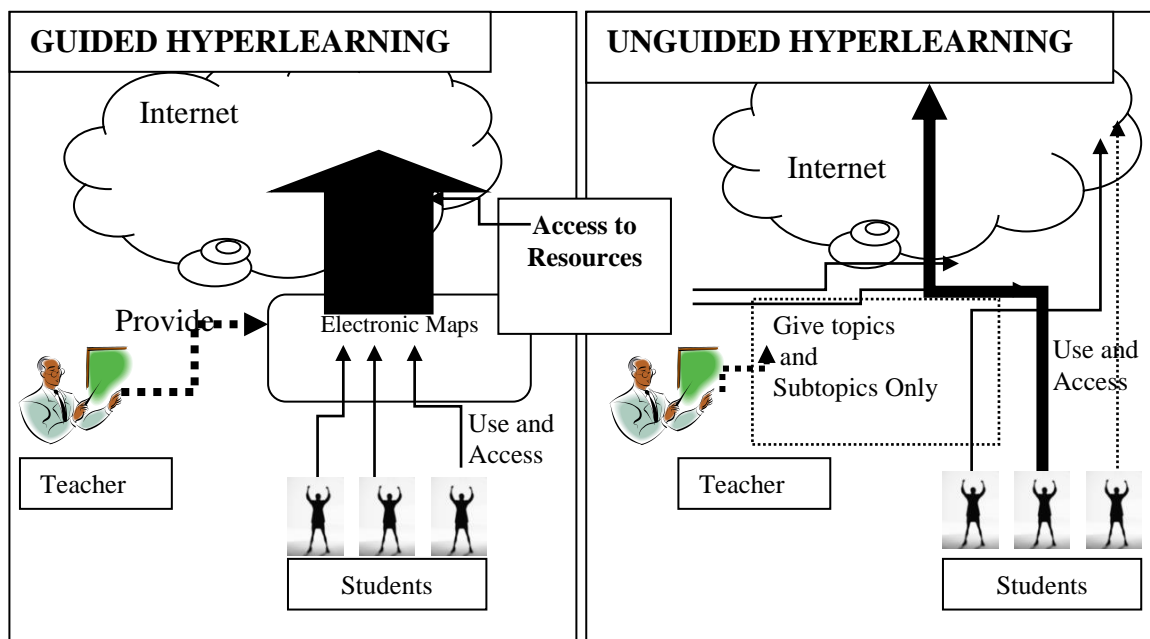 GUIDED HYPERLEARNING
Internet
Access to
Resources
Provide
Electronic Maps
Use and
Access
Teacher
Students
UNGUIDED HYPERLEARNING
Internet
Give topics
and
Subtopics Only
Use and
Access
Teacher
Students